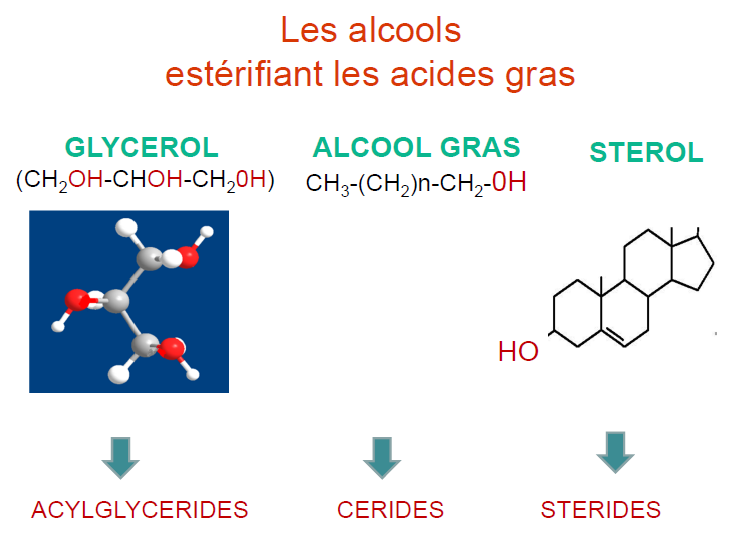 Les alcools
estérifiant les acides gras
GLYCEROL
(CH₂OH-CHOH-CH₂0H)
ALCOOL GRAS
CH₃-(CH₂)n-CH₂-0H
STEROL
HO
ACYLGLYCERIDES
CERIDES
STERIDES